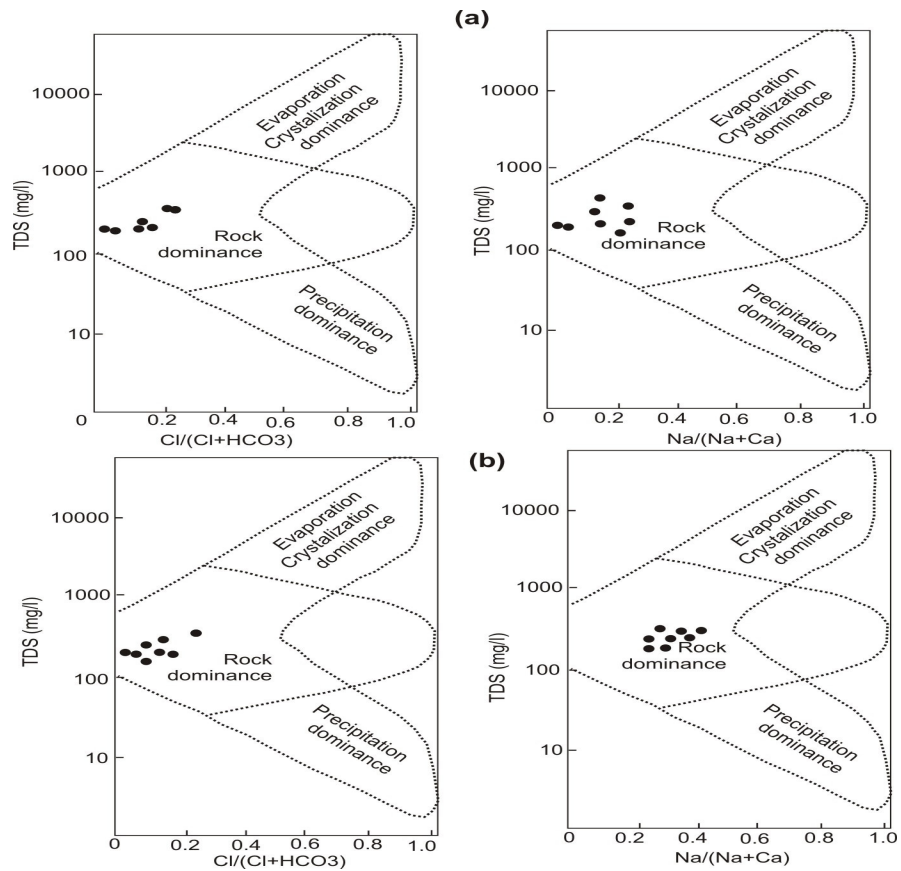 (a)
10000
1000
100
10
0
TDS (mg/l)
Evaporation
Crystalization
dominance
Rock
dominance
Precipitation
dominance
0.2 0.4 0.6 0.8 1.0
Cl/(Cl+HCO3)
10000
1000
100
10
TDS (mg/l)
Evaporation
Crystalization
dominance
Rock
dominance
Precipitation
dominance
0 0.2 0.4 0.6 0.8 1.0
Na/(Na+Ca)
(b)
10000
1000
100
10
TDS (mg/l)
Evaporation
Crystalization
dominance
Rock
dominance
Precipitation
dominance
0 0.2 0.4 0.6 0.8 1.0
Cl/(Cl+HCO3)
10000
1000
100
10
TDS (mg/l)
Evaporation
Crystalization
dominance
Rock
dominance
Precipitation
dominance
0 0.2 0.4 0.6 0.8 1.0
Na/(Na+Ca)